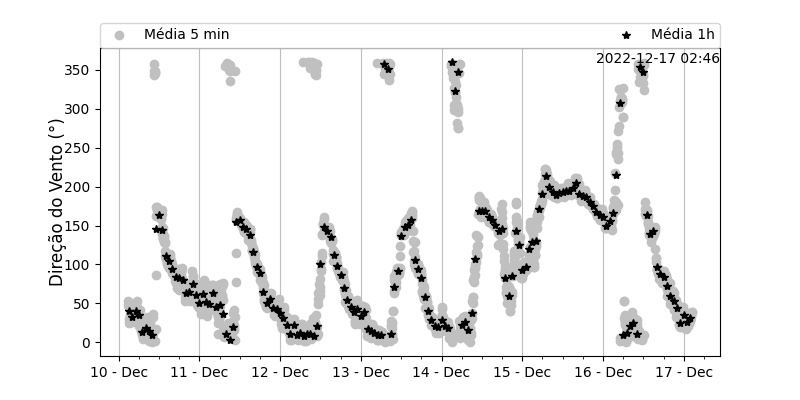 Média 5 min
Média 1h
2022-12-17 02:46
Direção do Vento (°)
350
300
250
200
150
100
50
0
10 - Dec
11 - Dec
12 - Dec
13 - Dec
14 - Dec
15 - Dec
16 - Dec
17 - Dec